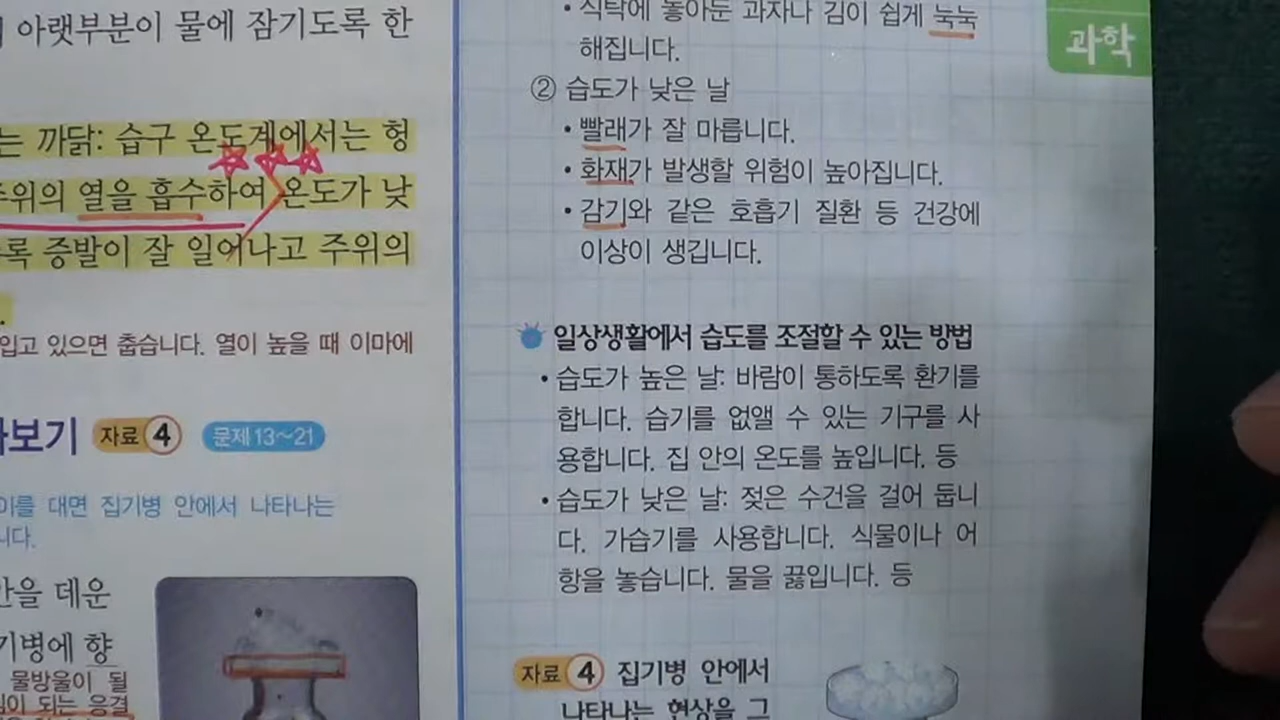 아랫부분이 물에 잠기도록 한
는 까닭: 습구 온도계에서는 헝
주위의 열을 흡수하여 온도가 낮
록 증발이 잘 일어나고 주위의
입고 있으면 춥습니다. 열이 높을 때 이마에
보기 자료 4 문제 13~21
이를 대면 집기병 안에서 나타나는
니다.
안을 데운
기병에 향
물방울이 될
이 되는 응결
• 식탁에 놓아둔 과자나 김이 쉽게 눅눅
해집니다.
② 습도가 낮은 날
• 빨래가 잘 마릅니다.
• 화재가 발생할 위험이 높아집니다.
• 감기와 같은 호흡기 질환 등 건강에
이상이 생깁니다.
일상생활에서 습도를 조절할 수 있는 방법
• 습도가 높은 날: 바람이 통하도록 환기를
합니다. 습기를 없앨 수 있는 기구를 사
용합니다. 집 안의 온도를 높입니다. 등
• 습도가 낮은 날: 젖은 수건을 걸어 둡니
다. 가습기를 사용합니다. 식물이나 어
항을 놓습니다. 물을 끓입니다. 등
자료 4 집기병 안에서
나타나는 현상을 그
과학